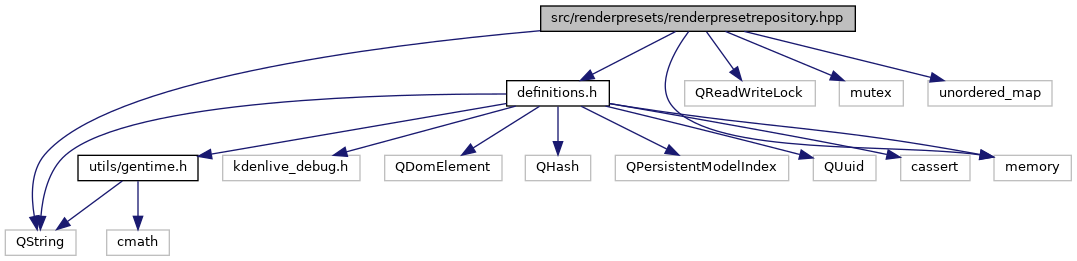 src/renderpresets/renderpresetrepository.hpp
definitions.h
QReadWriteLock
mutex
unordered_map
utils/gentime.h
kdenlive_debug.h
QDomElement
QHash
QPersistentModelIndex
QUuid
cassert
memory
QString
cmath